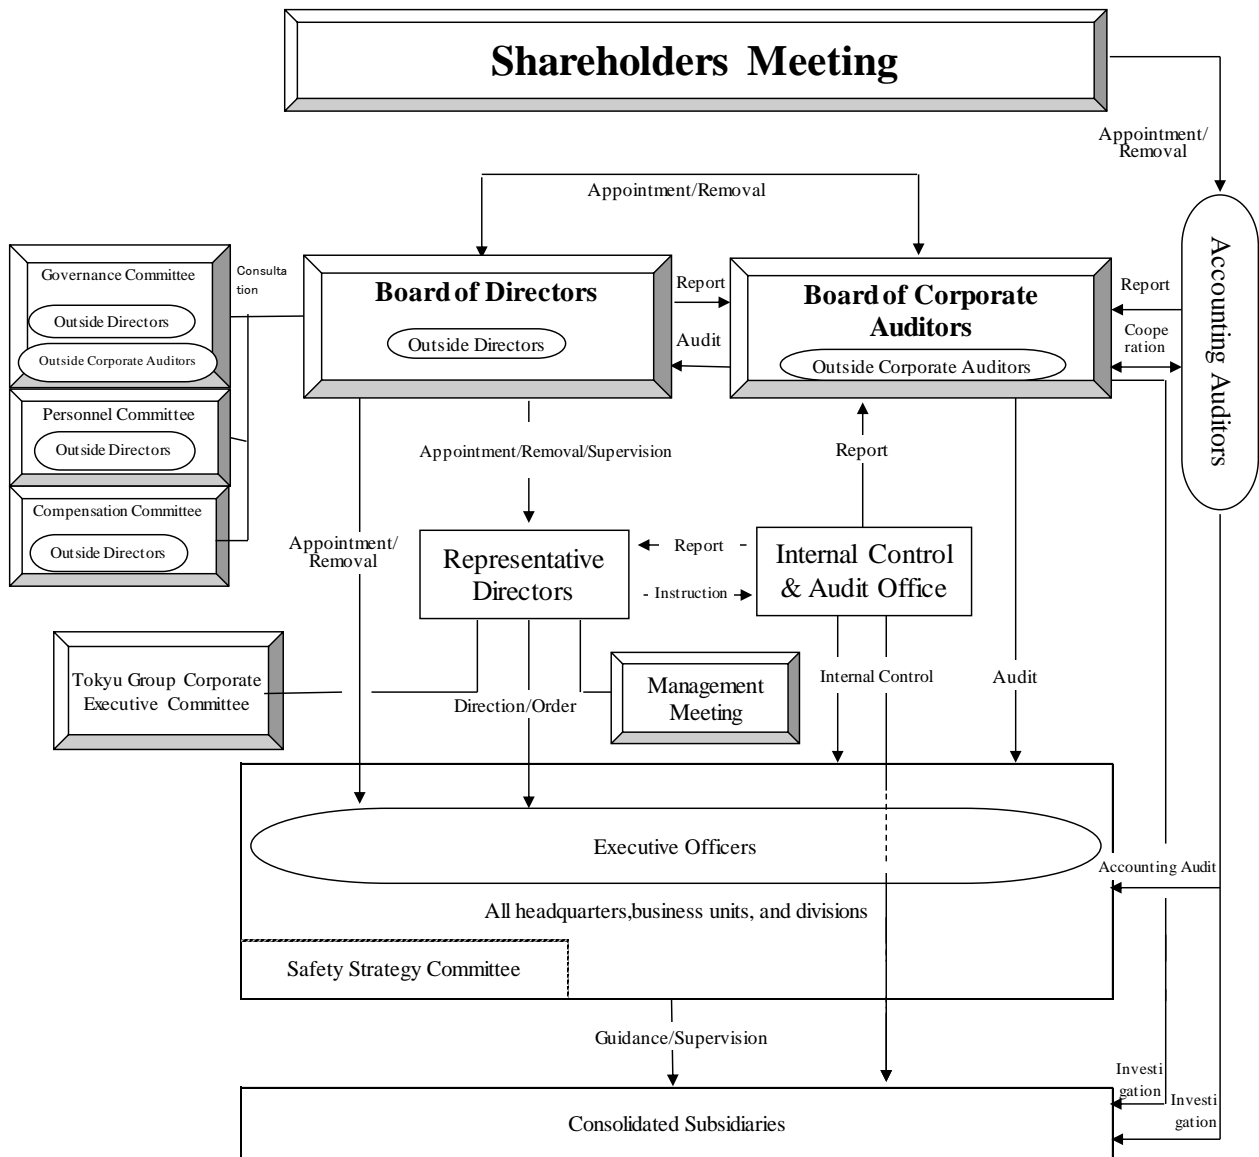 Shareholders Meeting
Appointment/
Removal
Appointment/Removal
Governance Committee
Outside Directors
Outside Corporate Auditors
Consulta
tion
Board of Directors
Outside Directors
Report
Audit
Board of Corporate
Auditors
Outside Corporate Auditors
Report
Coope
ration
Accounting Auditors
Personnel Committee
Outside Directors
Compensation Committee
Outside Directors
Appointment/Removal/Supervision
Report
Appointment/
Removal
Representative
Directors
Report
Instruction
Internal Control
& Audit Office
Tokyu Group Corporate
Executive Committee
Direction/Order
Management
Meeting
Internal Control
Audit
Executive Officers
Accounting Audit
All headquarters,business units, and divisions
Safety Strategy Committee
Guidance/Supervision
Investi
gation
Investi
gation
Consolidated Subsidiaries